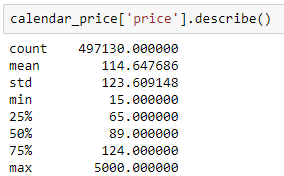 calendar_price['price'].describe()
count    497130.000000
mean        114.647686
std         123.609148
min          15.000000
25%          65.000000
50%          89.000000
75%         124.000000
max        5000.000000